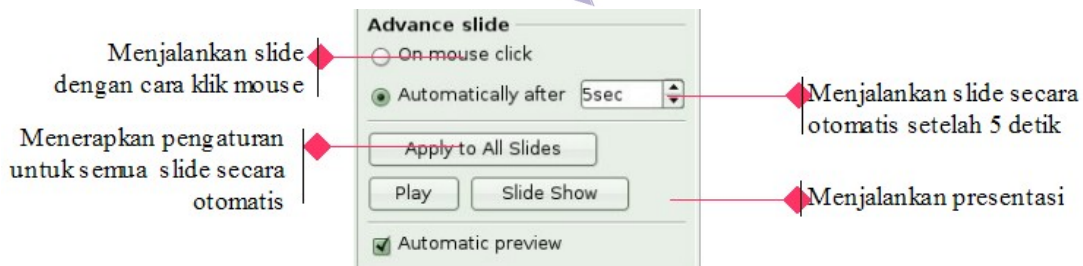 Advance slide
On mouse click
Automatically after 5sec
Apply to All Slides
Play Slide Show
Automatic preview
Menjalankan slide
dengan cara klik mouse
Menerapkan pengaturan
untuk semua slide secara
otomatis
Menjalankan slide secara
otomatis setelah 5 detik
Menjalankan presentasi